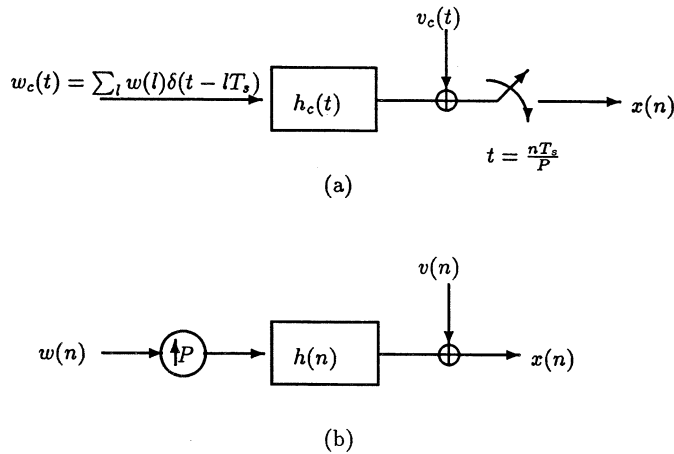 v_c(t)
w_c(t) = ∑_l w(l)δ(t − lT_s)
h_c(t)
x(n)
t = nT_s/P
(a)
v(n)
w(n)
↑P
h(n)
x(n)
(b)